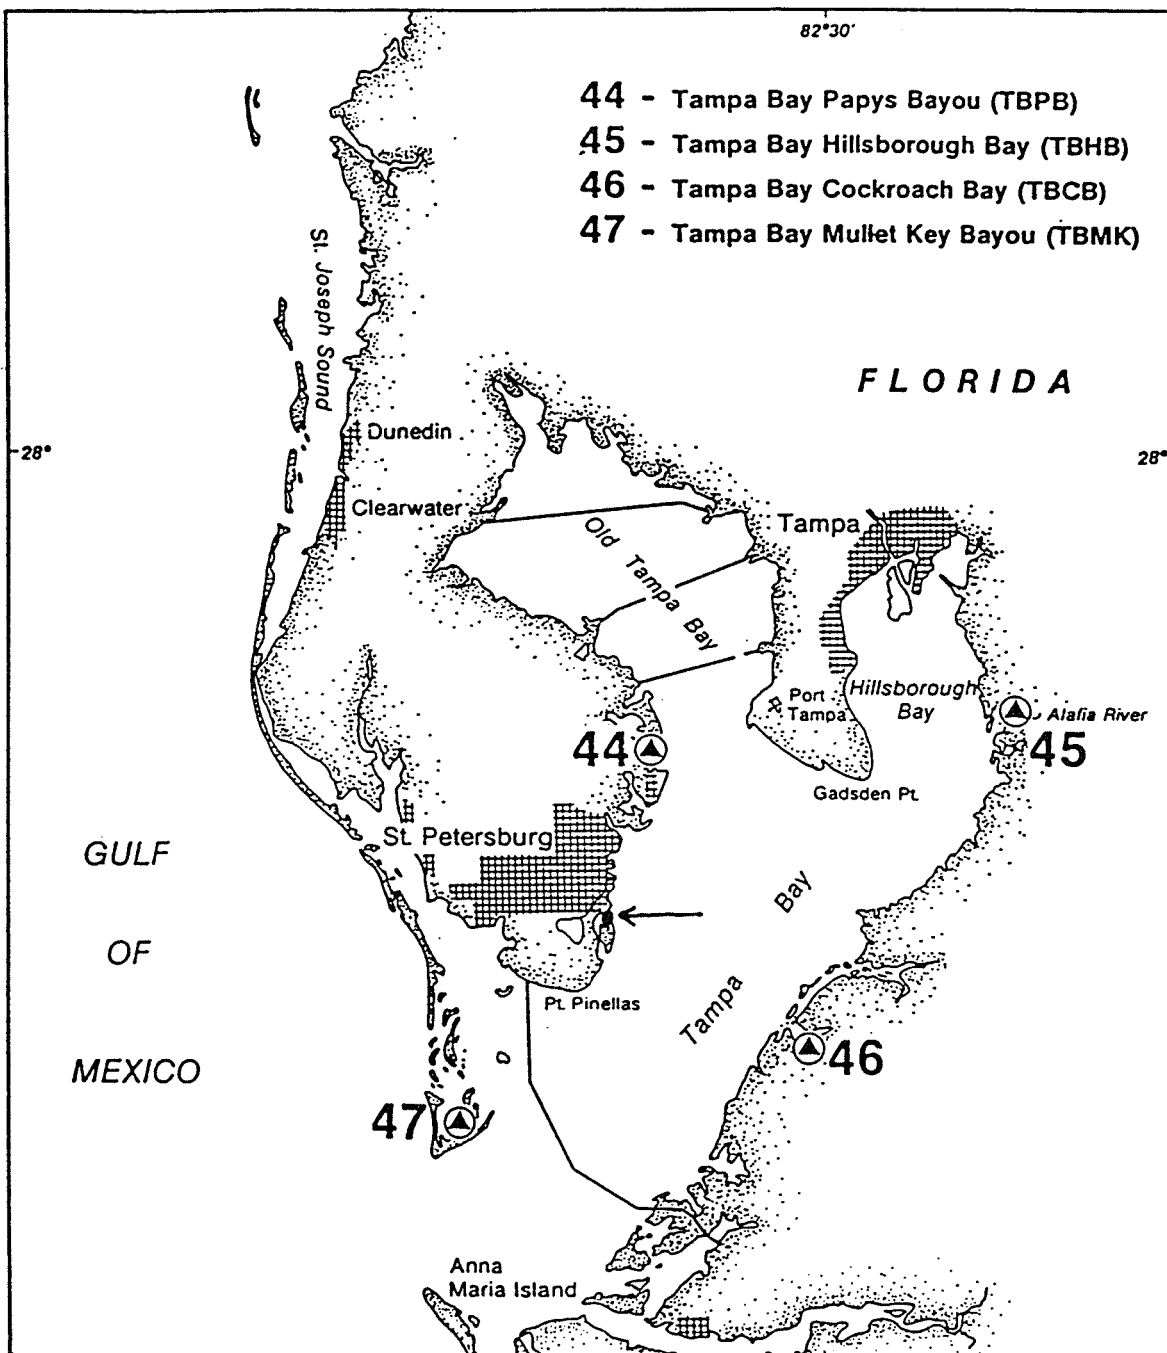 82°30'
44 - Tampa Bay Papys Bayou (TBPB)
45 - Tampa Bay Hillsborough Bay (TBHB)
46 - Tampa Bay Cockroach Bay (TBCB)
47 - Tampa Bay Mullet Key Bayou (TBMK)
St. Joseph Sound
FLORIDA
Dunedin
28°
28°
Clearwater
Old Tampa Bay
Tampa
Port
Tampa
Hillsborough
Bay
Alafia River
44
45
Gadsden Pt.
St. Petersburg
GULF
OF
MEXICO
Tampa Bay
Pt. Pinellas
46
47
Anna
Maria Island